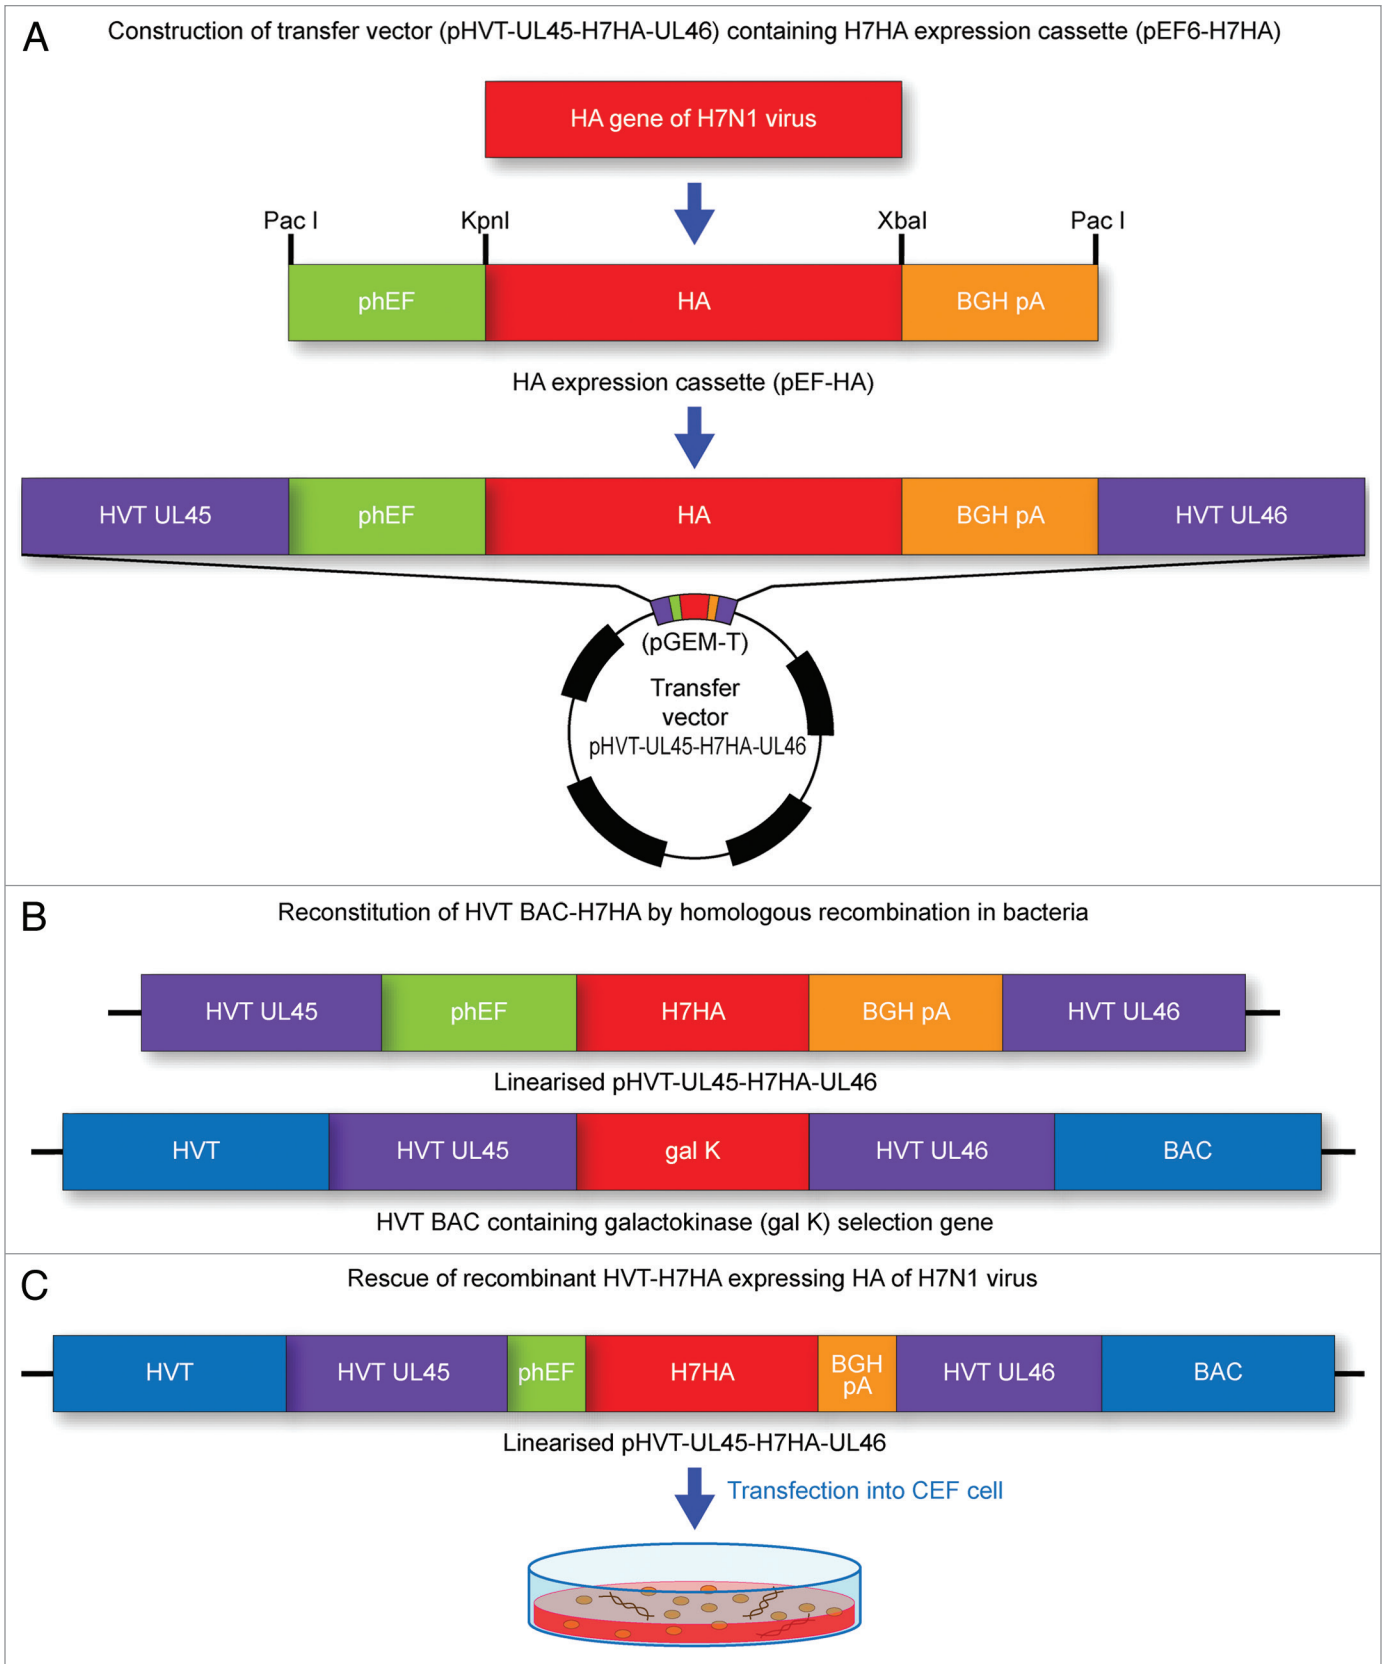 A
Construction of transfer vector (pHVT-UL45-H7HA-UL46) containing H7HA expression cassette (pEF6-H7HA)
HA gene of H7N1 virus
Pac I KpnI XbaI Pac I
phEF HA BGH pA
HA expression cassette (pEF-HA)
HVT UL45 phEF HA BGH pA HVT UL46
(pGEM-T)
Transfer
vector
pHVT-UL45-H7HA-UL46
B
Reconstitution of HVT BAC-H7HA by homologous recombination in bacteria
HVT UL45 phEF H7HA BGH pA HVT UL46
Linearised pHVT-UL45-H7HA-UL46
HVT HVT UL45 gal K HVT UL46 BAC
HVT BAC containing galactokinase (gal K) selection gene
C
Rescue of recombinant HVT-H7HA expressing HA of H7N1 virus
HVT HVT UL45 phEF H7HA BGH pA HVT UL46 BAC
Linearised pHVT-UL45-H7HA-UL46
Transfection into CEF cell